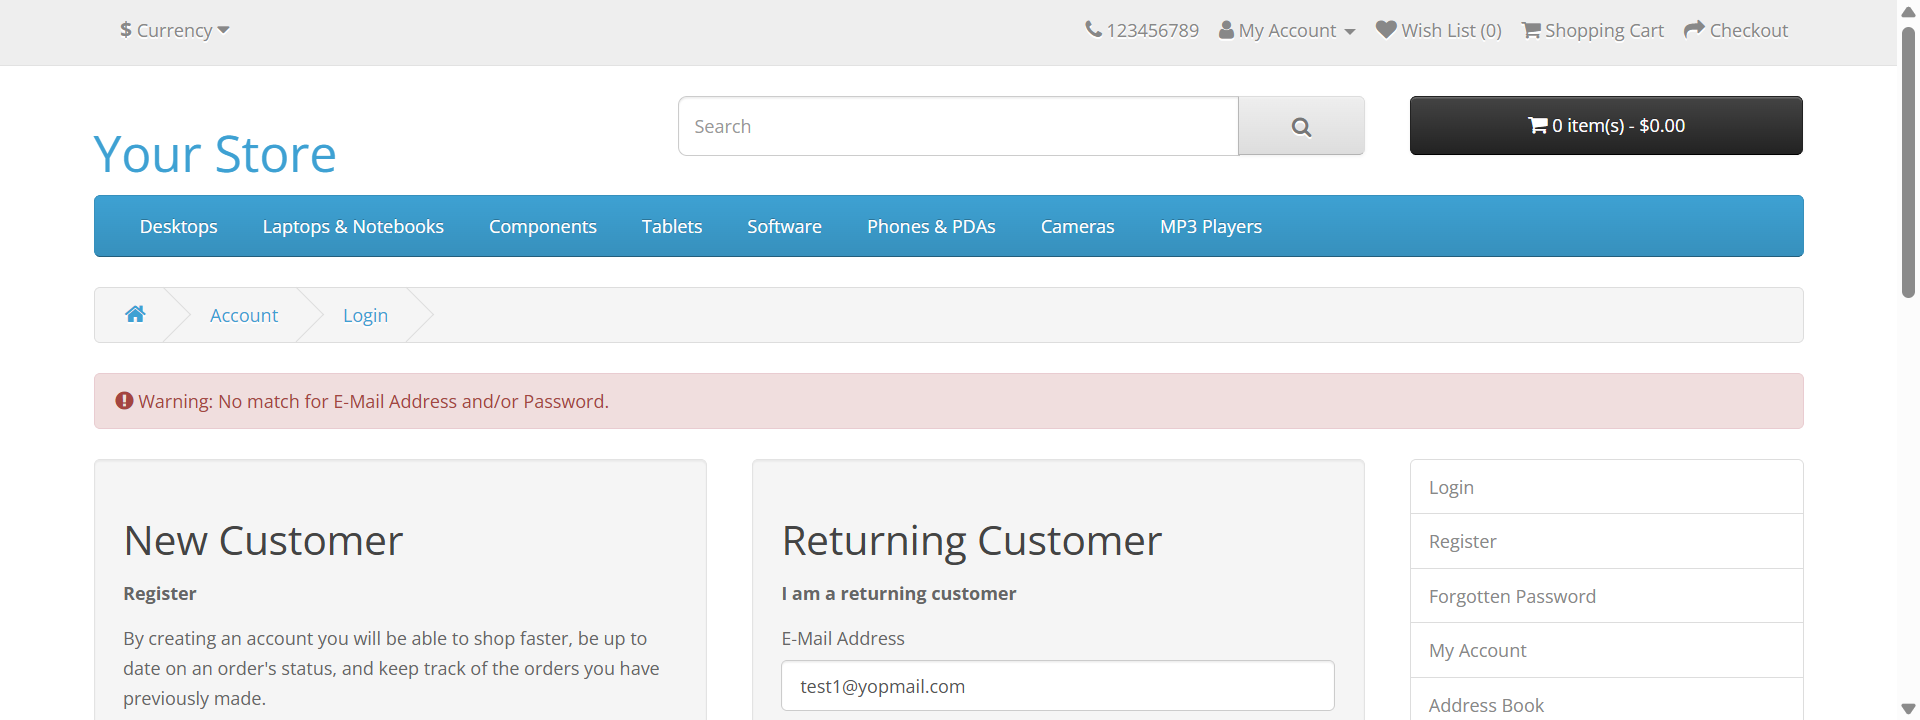 $ Currency
123456789 My Account Wish List (0) Shopping Cart Checkout
Your Store
Search
0 item(s) - $0.00
Desktops Laptops & Notebooks Components Tablets Software Phones & PDAs Cameras MP3 Players
Account Login
Warning: No match for E-Mail Address and/or Password.
New Customer
Register
By creating an account you will be able to shop faster, be up to
date on an order's status, and keep track of the orders you have
previously made.
Returning Customer
I am a returning customer
E-Mail Address
test1@yopmail.com
Login
Register
Forgotten Password
My Account
Address Book